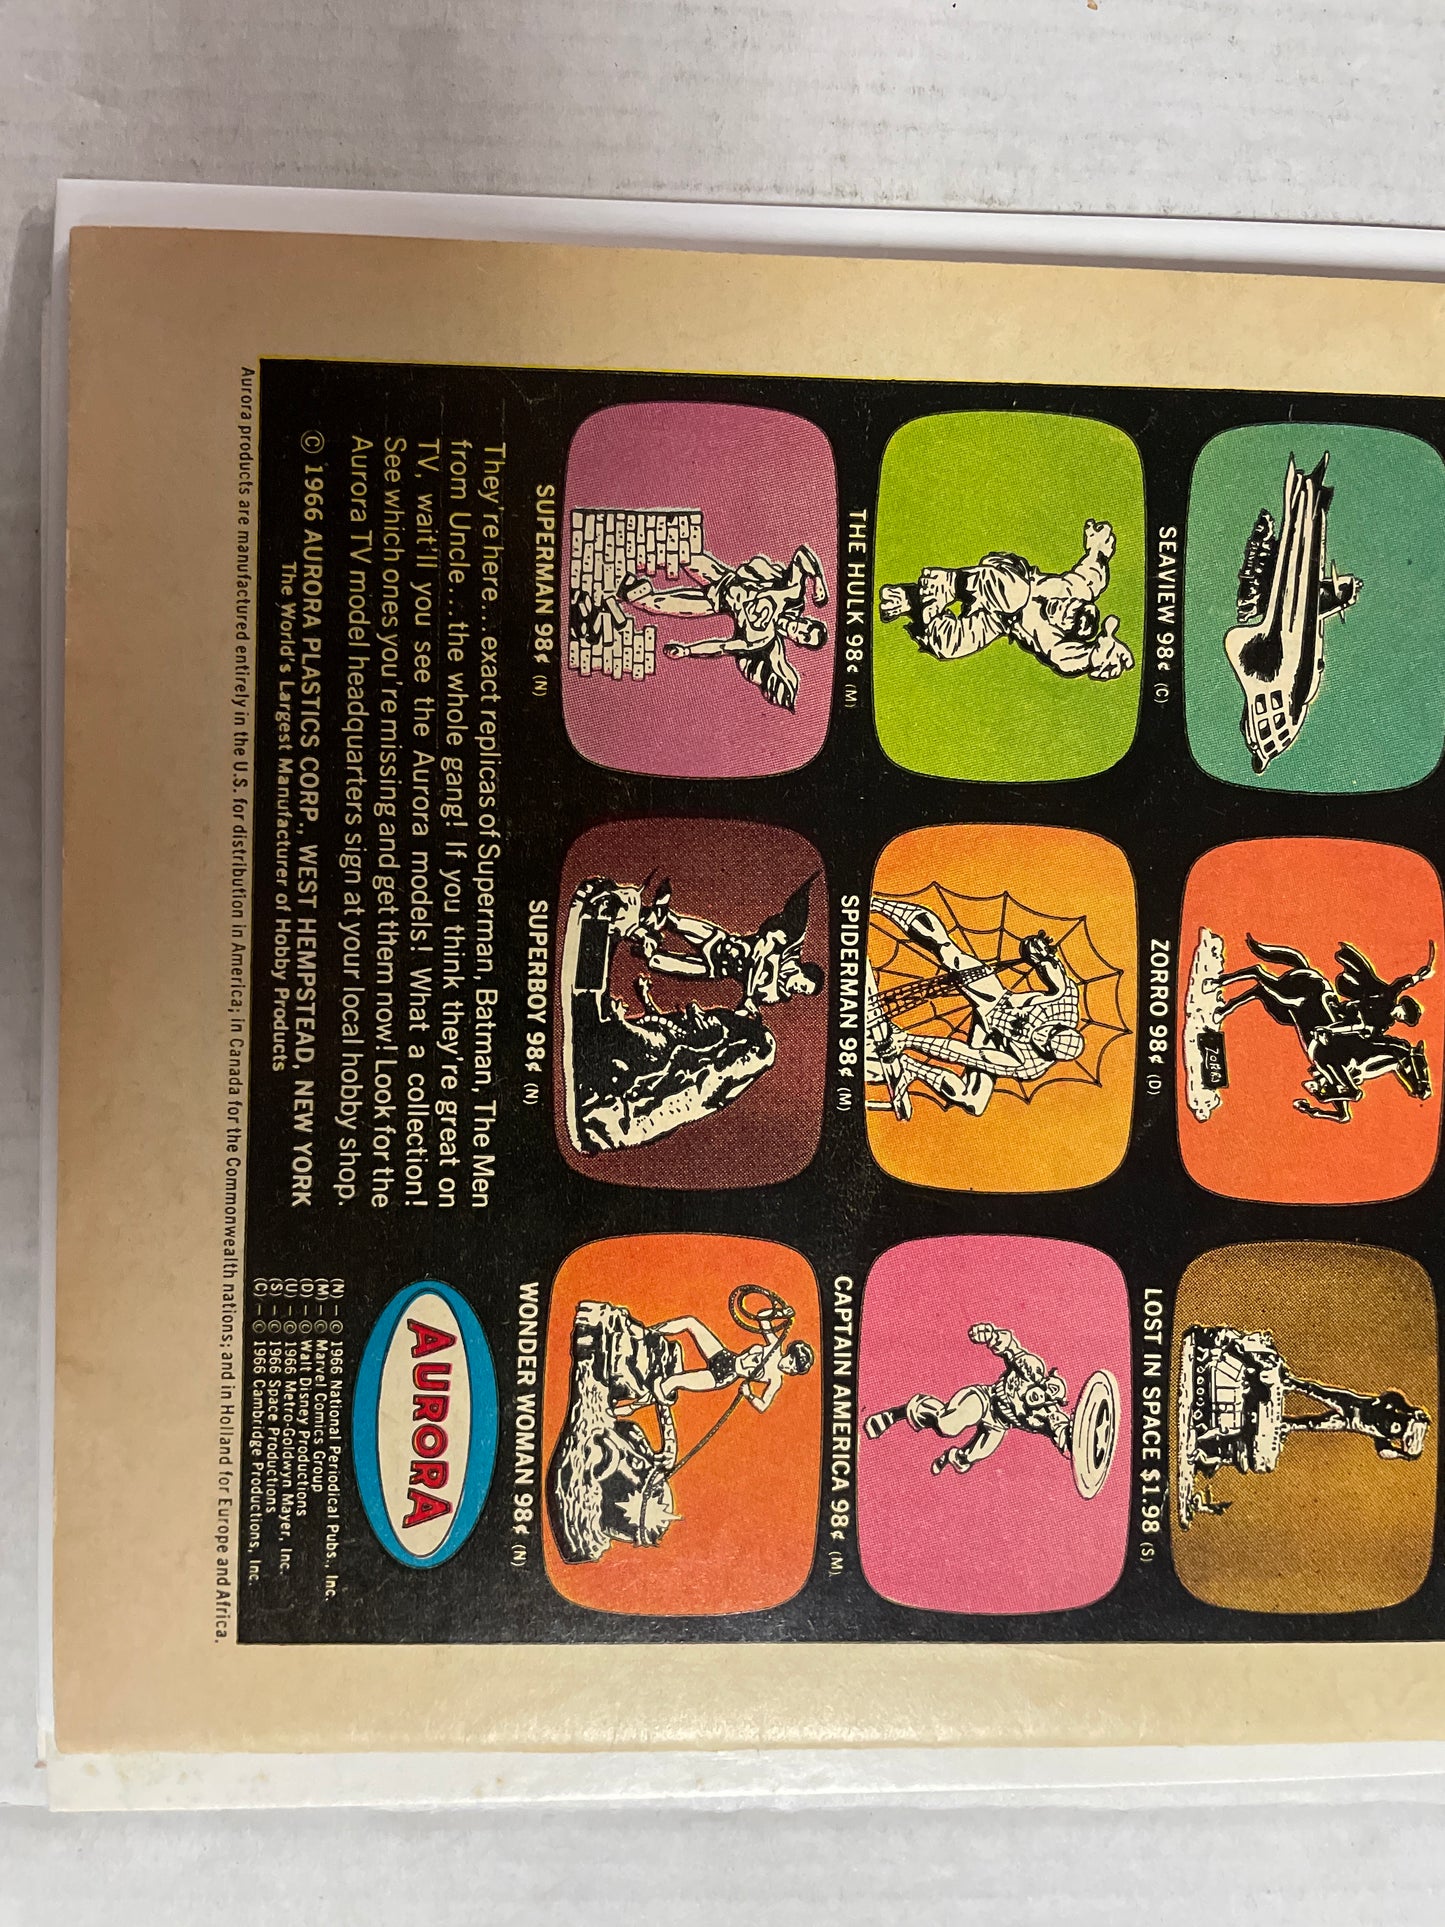 SEAVIEW 98¢ (C)
ZORRO 98¢ (D)
LOST IN SPACE $1.98 (S)
ZORRO
THE HULK 98¢ (M)
SPIDERMAN 98¢ (M)
CAPTAIN AMERICA 98¢ (M)
SUPERMAN 98¢ (N)
SUPERBOY 98¢ (N)
WONDER WOMAN 98¢ (N)
They're here... exact replicas of Superman, Batman, The Men
from Uncle...the whole gang! If you think they're great on
TV, wait'll you see the Aurora models! What a collection!
See which ones you're missing and get them now! Look for the
Aurora TV model headquarters sign at your local hobby shop.
© 1966 AURORA PLASTICS CORP., WEST HEMPSTEAD, NEW YORK
The World's Largest Manufacturer of Hobby Products
AURORA
(N) – © 1966 National Periodical Pubs., Inc.
(M) – © Marvel Comics Group
(D) – © Walt Disney Productions
(U) – © 1966 Metro-Goldwyn Mayer, Inc.
(S) – © 1966 Space Productions
(C) – © 1966 Cambridge Productions, Inc.
Aurora products are manufactured entirely in the U.S. for distribution in America; in Canada for the Commonwealth nations; and in Holland for Europe and Africa.